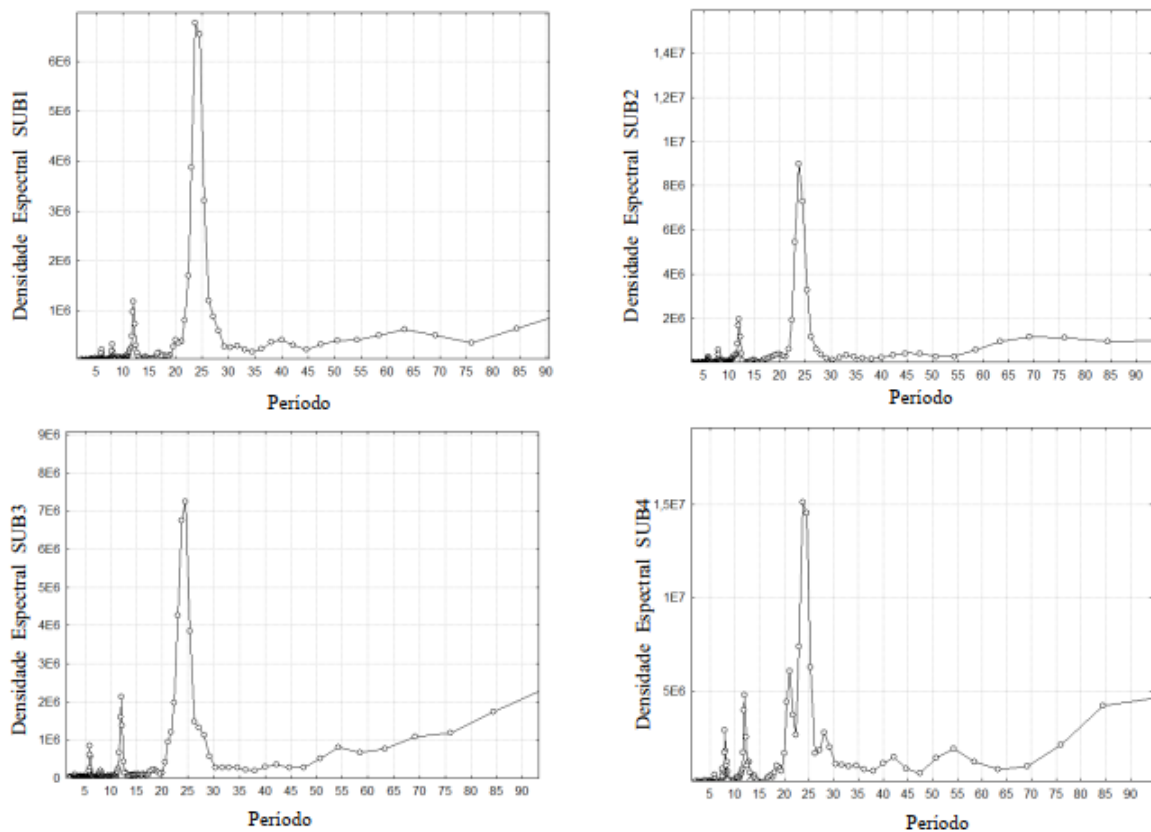 Densidade Espectral SUB1
6E6
5E6
4E6
3E6
2E6
1E6
5 10 15 20 25 30 35 40 45 50 55 60 65 70 75 80 85 90
Período
Densidade Espectral SUB2
1,4E7
1,2E7
1E7
8E6
6E6
4E6
2E6
5 10 15 20 25 30 35 40 45 50 55 60 65 70 75 80 85 90
Período
Densidade Espectral SUB3
9E6
8E6
7E6
6E6
5E6
4E6
3E6
2E6
1E6
0
5 10 15 20 25 30 35 40 45 50 55 60 65 70 75 80 85 90
Período
Densidade Espectral SUB4
1,5E7
1E7
5E6
5 10 15 20 25 30 35 40 45 50 55 60 65 70 75 80 85 90
Período